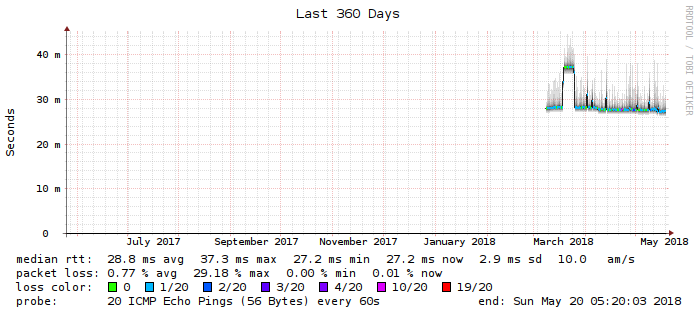 Last 360 Days
RRDTOOL / TOBI OETIKER
Seconds
40 m
30 m
20 m
10 m
0
July 2017 September 2017 November 2017 January 2018 March 2018 May 2018
median rtt: 28.8 ms avg 37.3 ms max 27.2 ms min 27.2 ms now 2.9 ms sd 10.0 am/s
packet loss: 0.77 % avg 29.18 % max 0.00 % min 0.01 % now
loss color: 0 1/20 2/20 3/20 4/20 10/20 19/20
probe: 20 ICMP Echo Pings (56 Bytes) every 60s end: Sun May 20 05:20:03 2018